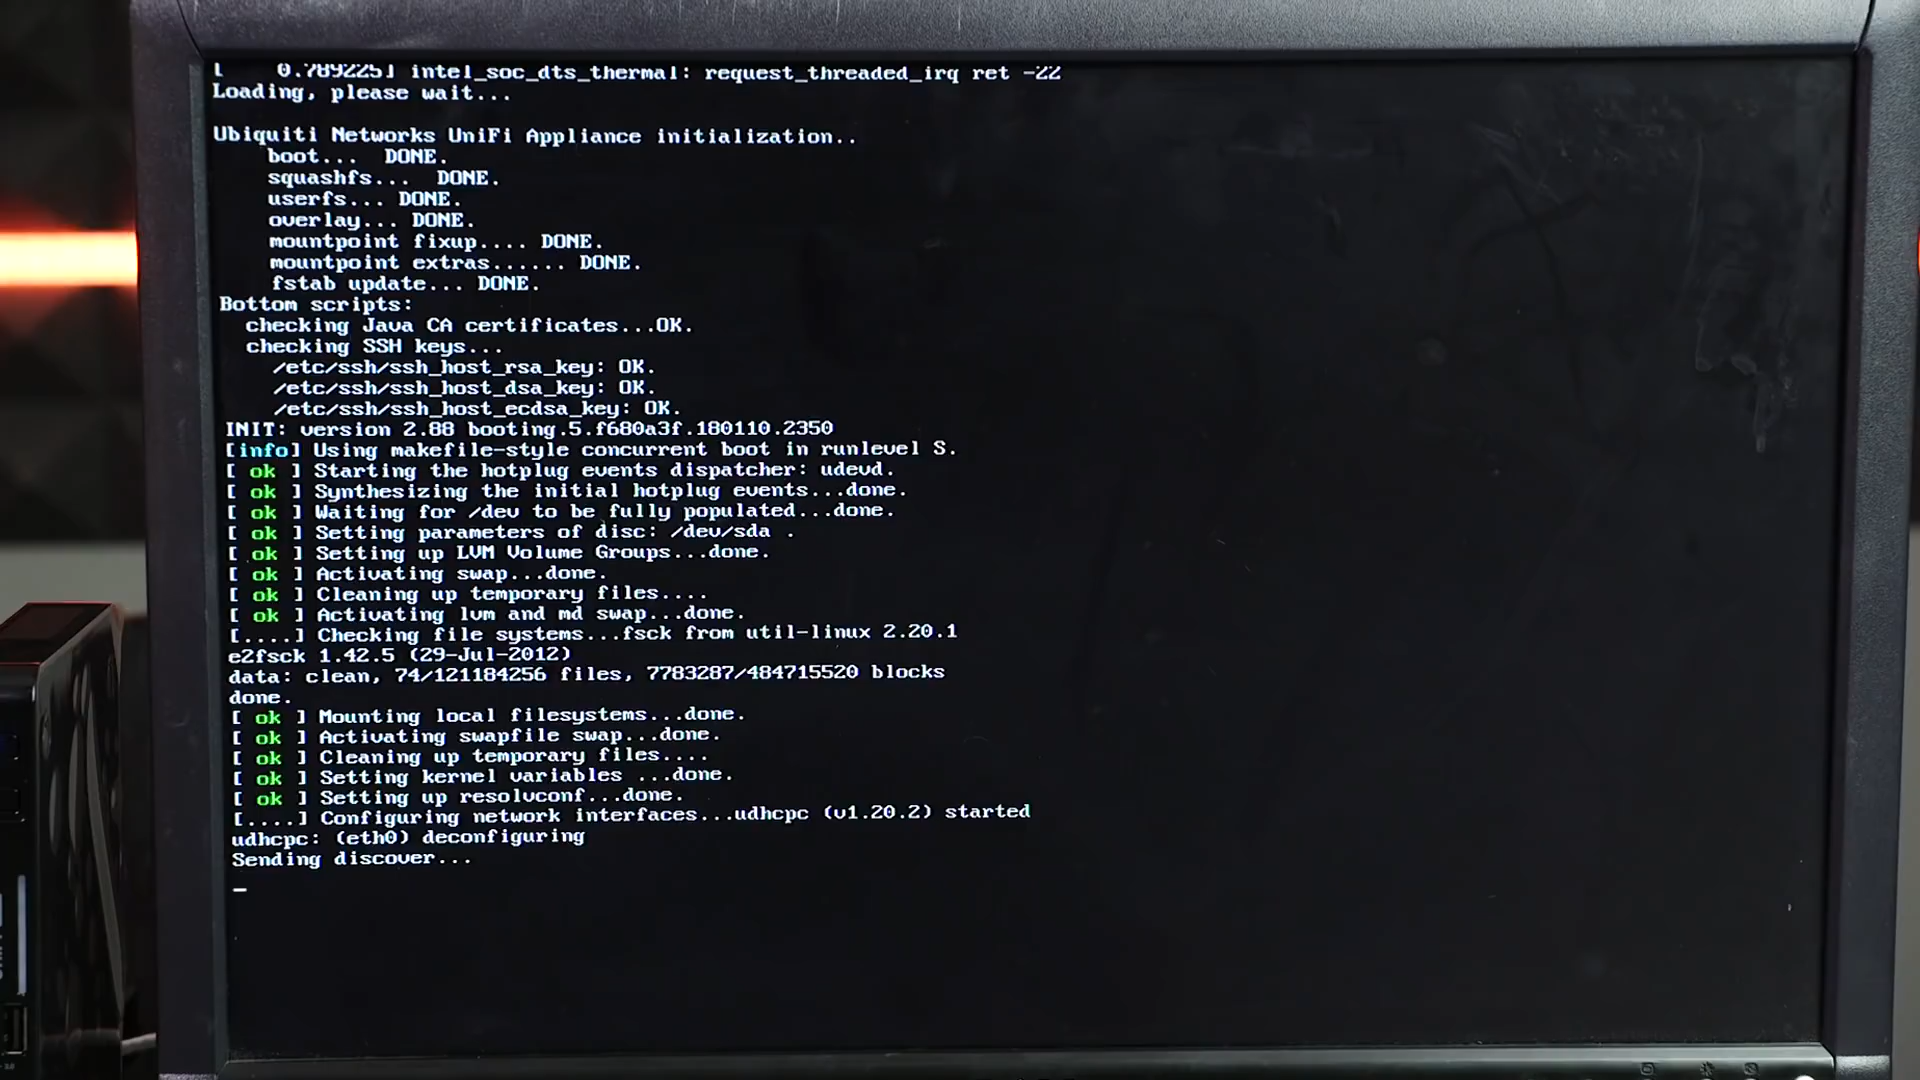 [    0.789225] intel_soc_dts_thermal: request_threaded_irq ret -22
Loading, please wait...
Ubiquiti Networks UniFi Appliance initialization..
boot...  DONE.
squashfs...  DONE.
userfs... DONE.
overlay... DONE.
mountpoint fixup.... DONE.
mountpoint extras...... DONE.
fstab update... DONE.
Bottom scripts:
checking Java CA certificates...OK.
checking SSH keys...
/etc/ssh/ssh_host_rsa_key: OK.
/etc/ssh/ssh_host_dsa_key: OK.
/etc/ssh/ssh_host_ecdsa_key: OK.
INIT: version 2.88 booting.5.f680a3f.180110.2350
[info] Using makefile-style concurrent boot in runlevel S.
[ ok ] Starting the hotplug events dispatcher: udevd.
[ ok ] Synthesizing the initial hotplug events...done.
[ ok ] Waiting for /dev to be fully populated...done.
[ ok ] Setting parameters of disc: /dev/sda .
[ ok ] Setting up LVM Volume Groups...done.
[ ok ] Activating swap...done.
[ ok ] Cleaning up temporary files....
[ ok ] Activating lvm and md swap...done.
[....] Checking file systems...fsck from util-linux 2.20.1
e2fsck 1.42.5 (29-Jul-2012)
data: clean, 74/121184256 files, 7783287/484715520 blocks
done.
[ ok ] Mounting local filesystems...done.
[ ok ] Activating swapfile swap...done.
[ ok ] Cleaning up temporary files....
[ ok ] Setting kernel variables ...done.
[ ok ] Setting up resolvconf...done.
[....] Configuring network interfaces...udhcpc (v1.20.2) started
udhcpc: (eth0) deconfiguring
Sending discover...
_